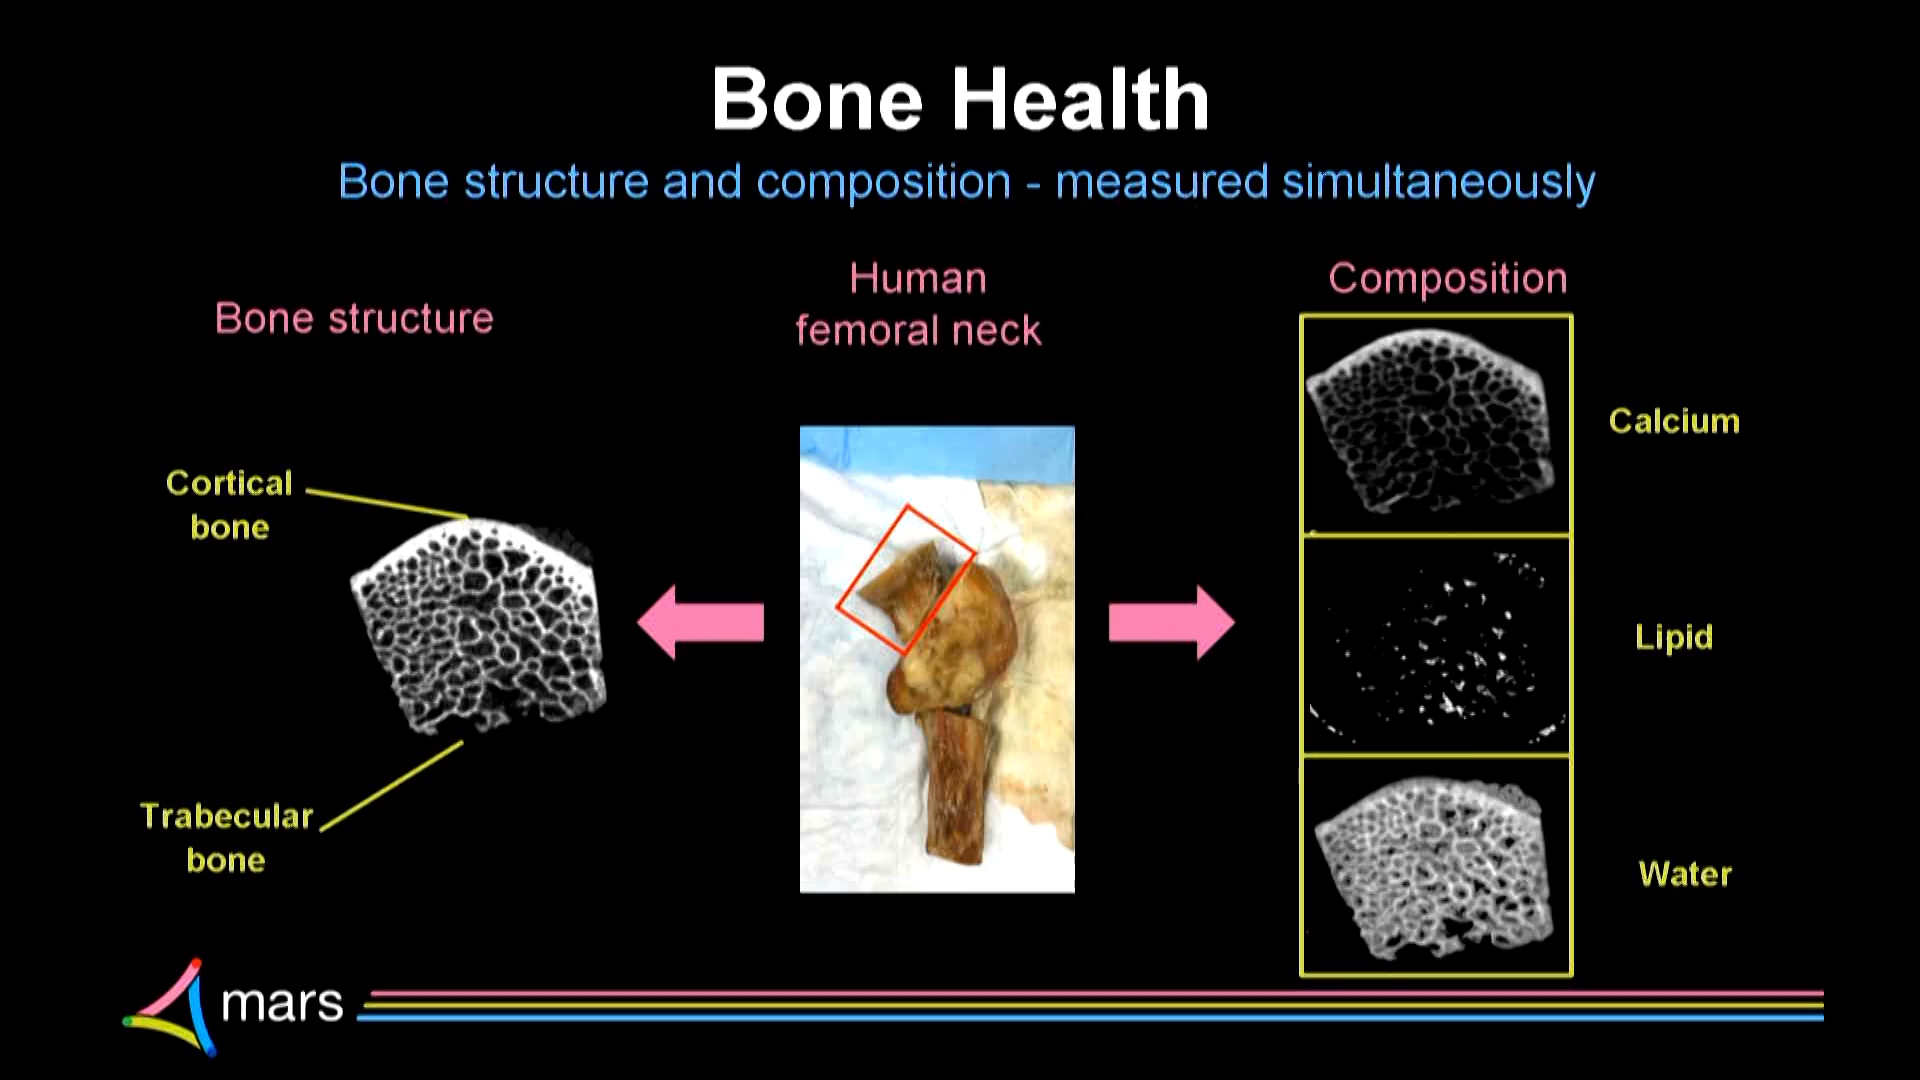 Bone Health
Bone structure and composition - measured simultaneously
Bone structure
Cortical
bone
Trabecular
bone
Human
femoral neck
Composition
Calcium
Lipid
Water
mars